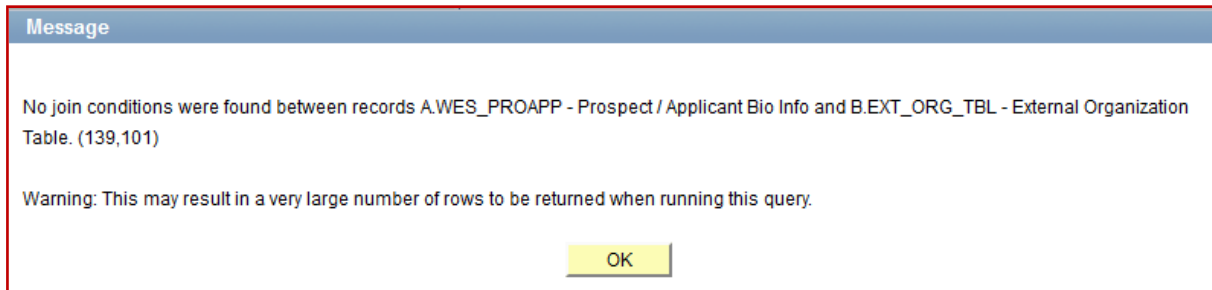 Message
No join conditions were found between records A.WES_PROAPP - Prospect / Applicant Bio Info and B.EXT_ORG_TBL - External Organization
Table. (139,101)
Warning: This may result in a very large number of rows to be returned when running this query.
OK